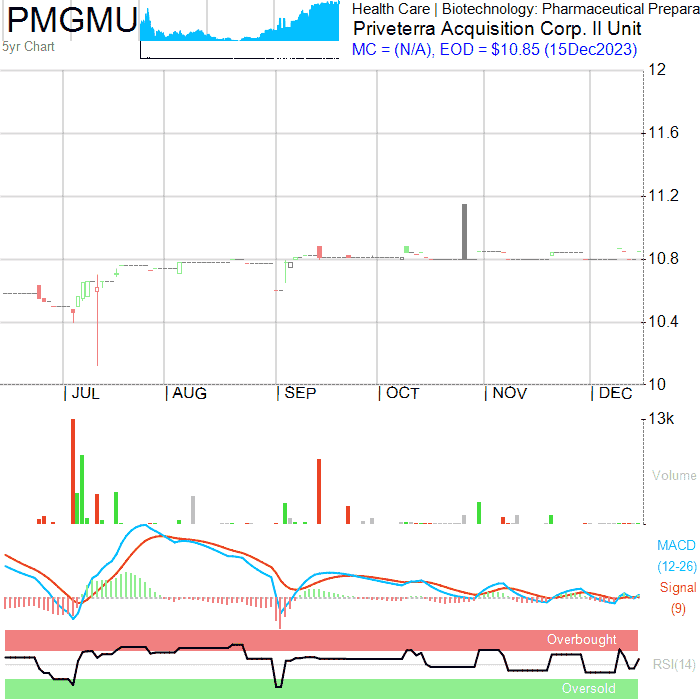 PMGMU
5yr Chart
Health Care | Biotechnology: Pharmaceutical Prepara
Priveterra Acquisition Corp. II Unit
MC = (N/A), EOD = $10.85 (15Dec2023)
12
11.6
11.2
10.8
10.4
10
JUL AUG SEP OCT NOV DEC
13k
Volume
MACD
(12-26)
Signal
(9)
Overbought
RSI(14)
Oversold